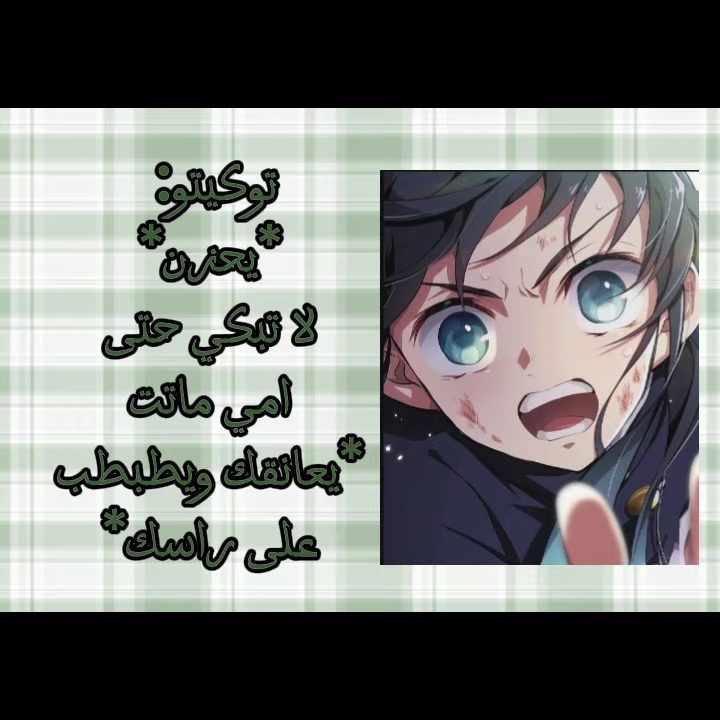 توكيتو:
*يحزن*
لا تبكي حتى
امي ماتت
*يعانقك ويطبطب
على راسك*